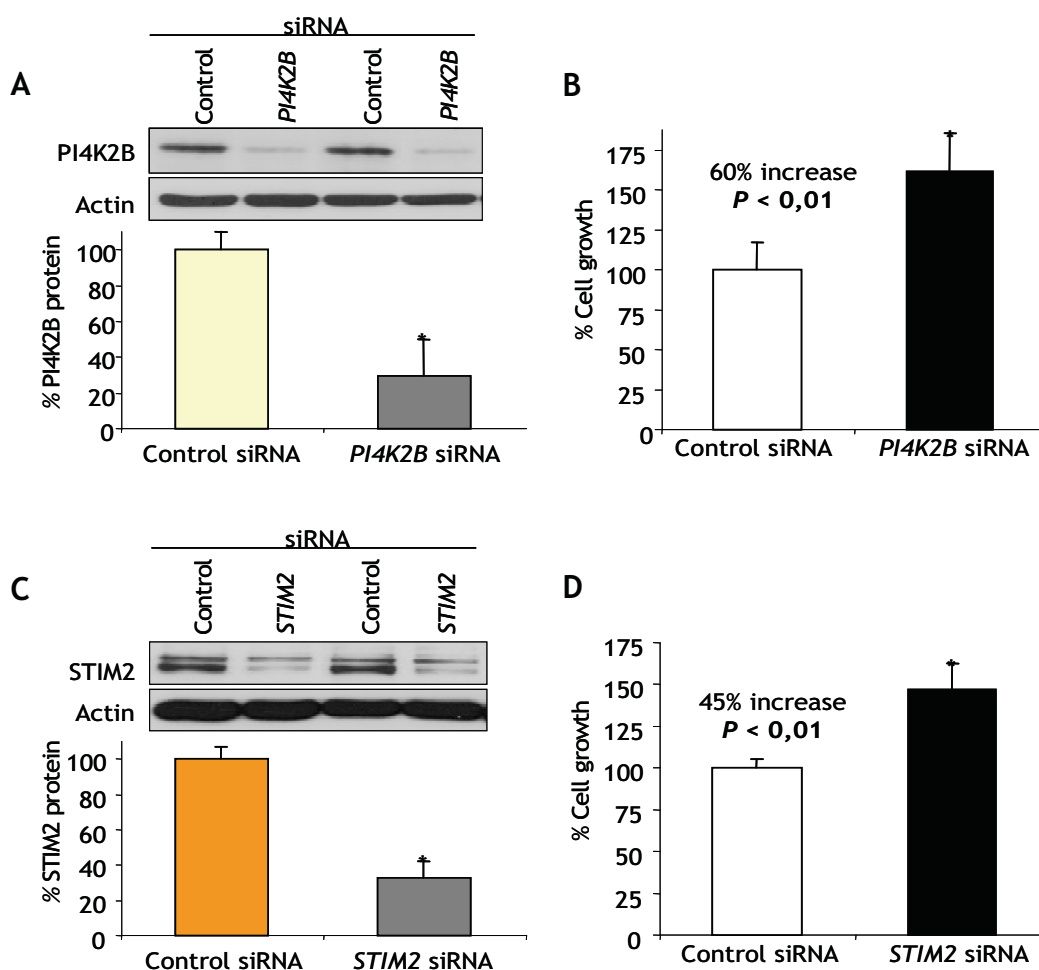 A
siRNA
Control
PI4K2B
Control
PI4K2B
PI4K2B
Actin
% PI4K2B protein
100
80
60
40
20
0
*
Control siRNA
PI4K2B siRNA
B
% Cell growth
175
150
125
100
75
50
25
0
60% increase
P < 0,01
*
Control siRNA
PI4K2B siRNA
C
siRNA
Control
STIM2
Control
STIM2
STIM2
Actin
% STIM2 protein
100
80
60
40
20
0
*
Control siRNA
STIM2 siRNA
D
% Cell growth
175
150
125
100
75
50
25
0
45% increase
P < 0,01
*
Control siRNA
STIM2 siRNA